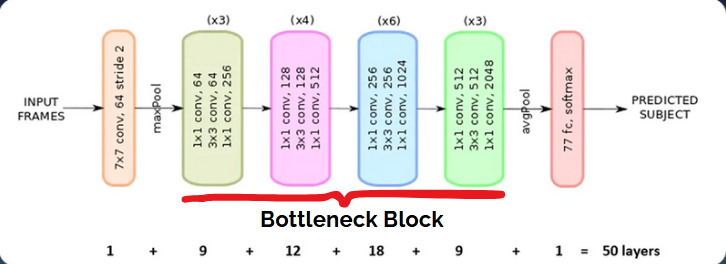 (x3)
(x4)
(x6)
(x3)
INPUT
FRAMES
7x7 conv, 64 stride 2
maxPool
1x1 conv, 64
3x3 conv, 64
1x1 conv, 256
1x1 conv, 128
3x3 conv, 128
1x1 conv, 512
1x1 conv, 256
3x3 conv, 256
1x1 conv, 1024
1x1 conv, 512
3x3 conv, 512
1x1 conv, 2048
avgPool
77 fc, softmax
PREDICTED
SUBJECT
Bottleneck Block
1 + 9 + 12 + 18 + 9 + 1 = 50 layers